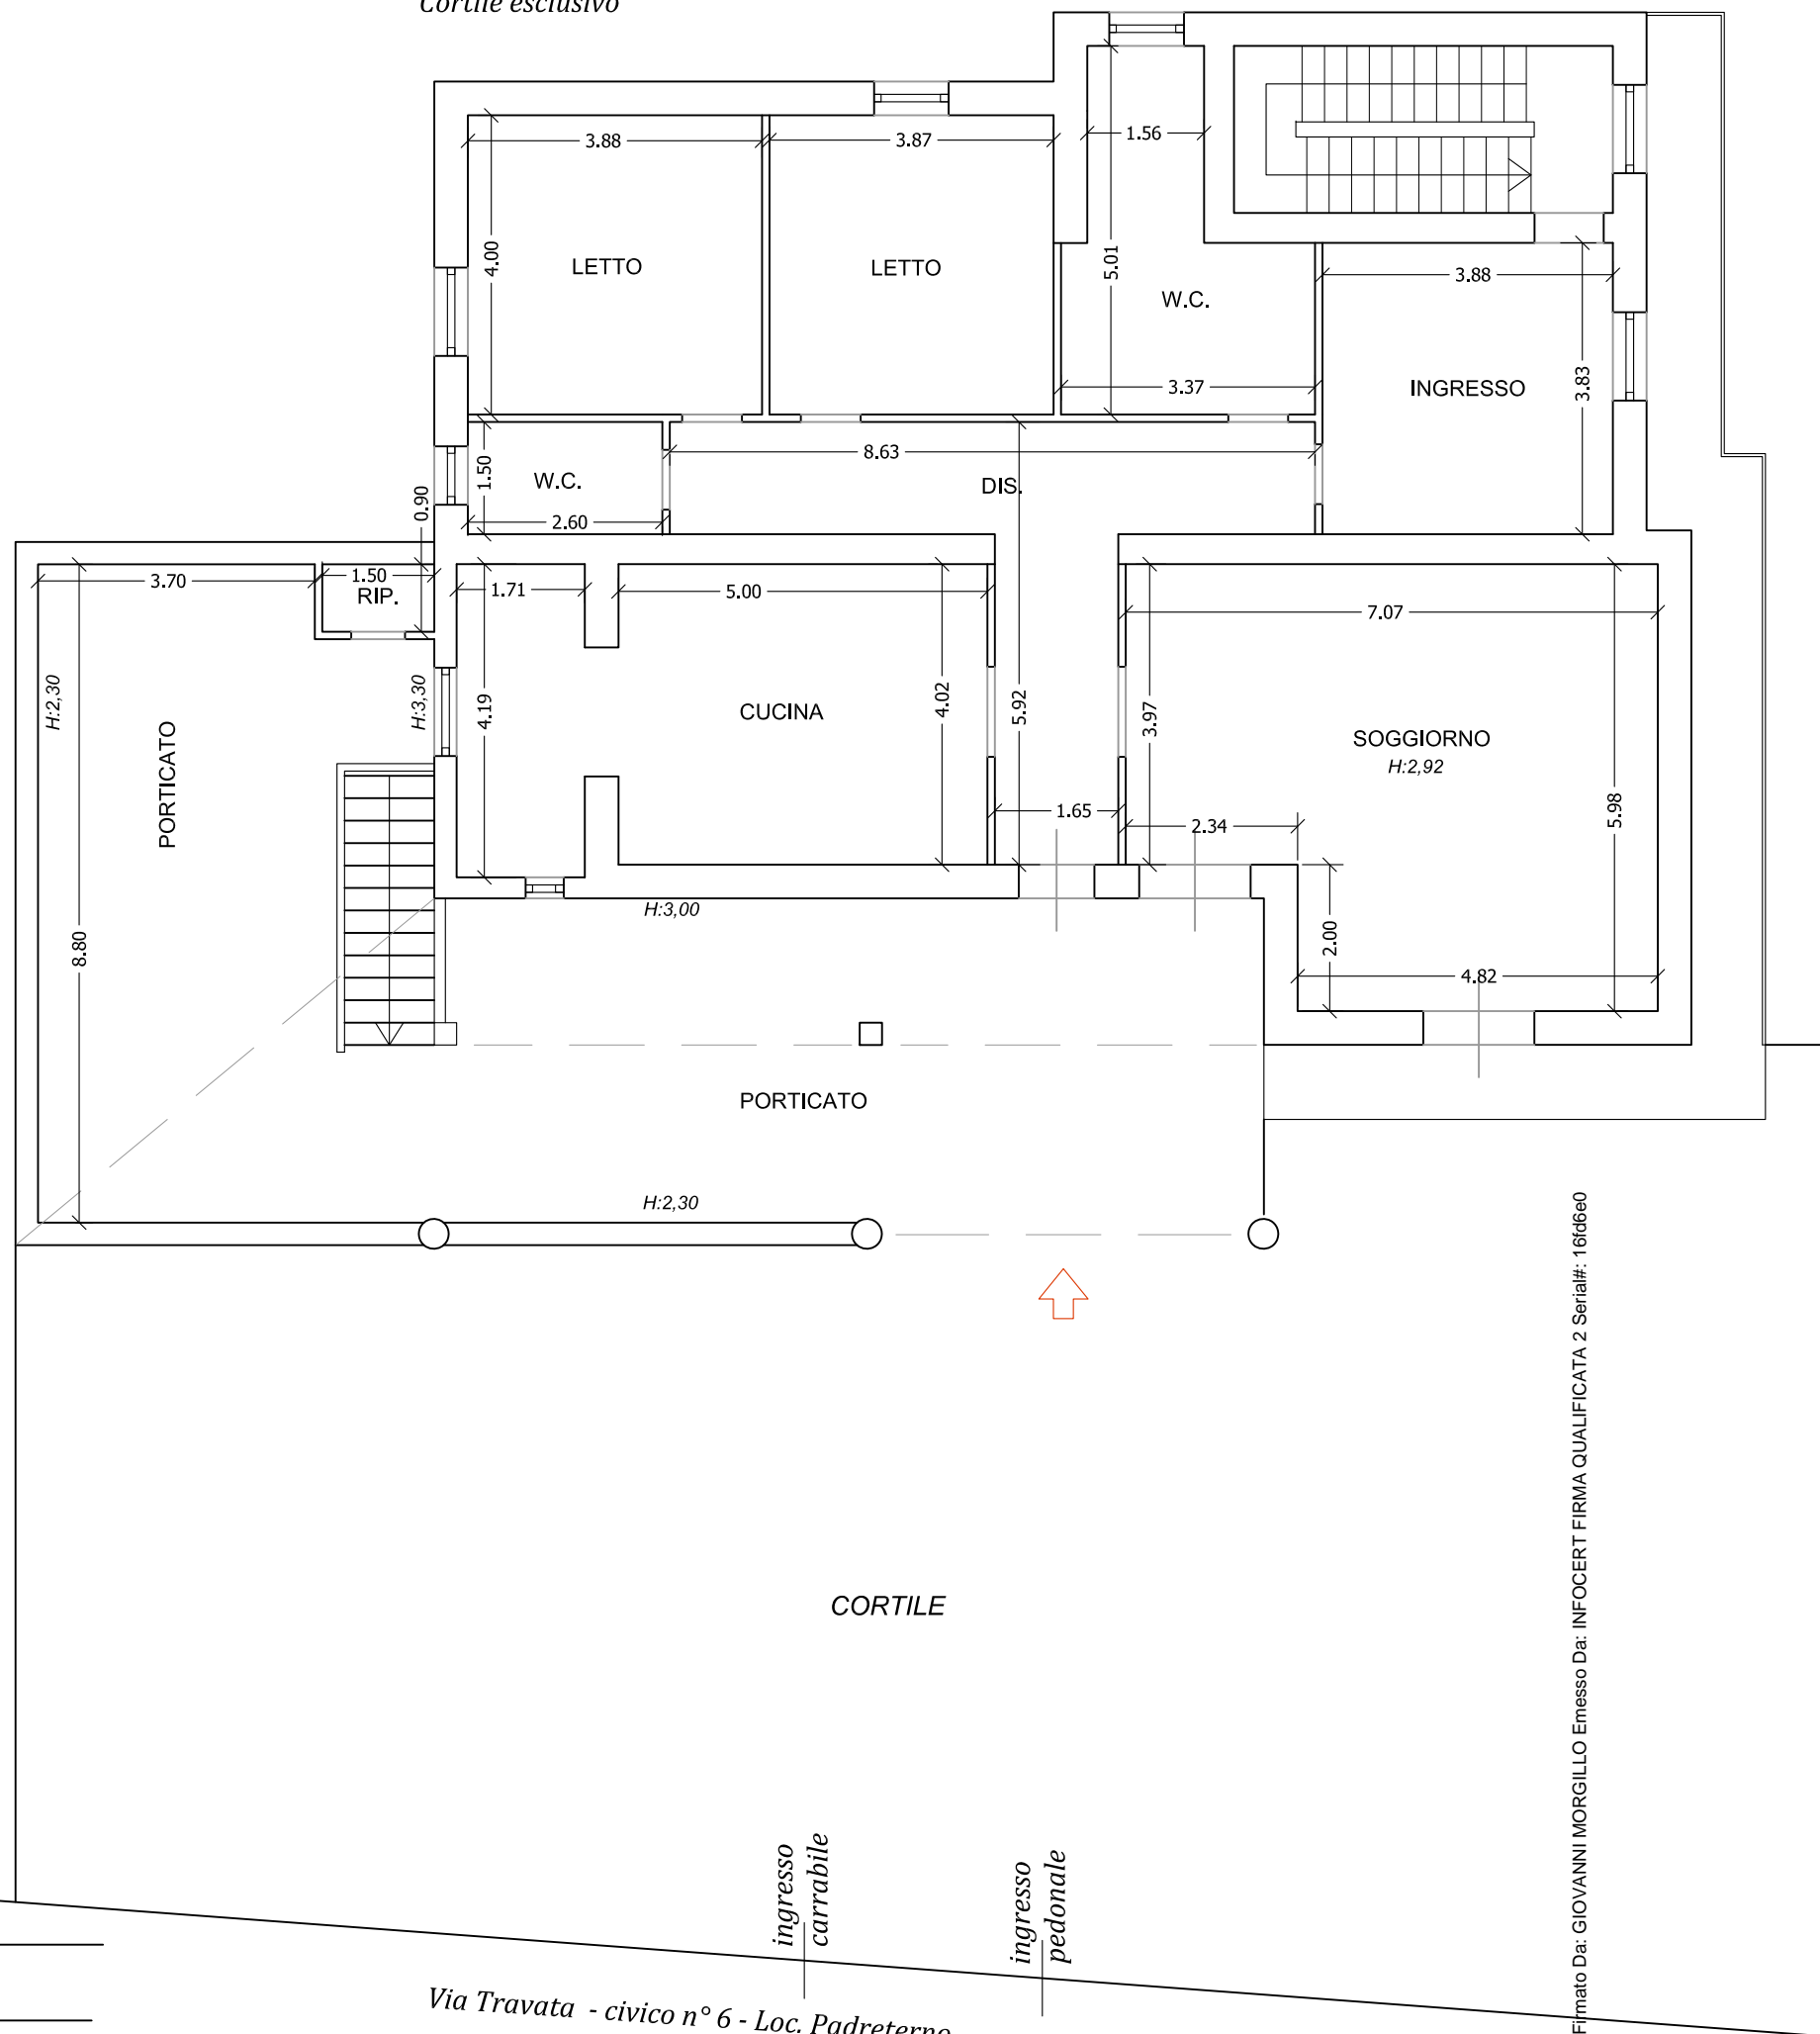 Cortile esclusivo
1.56
3.88
3.87
4.00
LETTO
LETTO
5.01
W.C.
3.88
3.37
INGRESSO
3.83
8.63
1.50
W.C.
DIS.
0.90
2.60
3.70
1.50
RIP.
1.71
5.00
7.07
H:2,30
H:3,30
PORTICATO
4.19
CUCINA
4.02
5.92
3.97
SOGGIORNO
H:2,92
1.65
2.34
5.98
H:3,00
8.80
2.00
4.82
PORTICATO
H:2,30
CORTILE
ingresso
carrabile
ingresso
pedonale
Via Travata - civico n° 6 - Loc. Padreterno
Firmato Da: GIOVANNI MORGILLO Emesso Da: INFOCERT FIRMA QUALIFICATA 2 Serial#: 16fd6e0